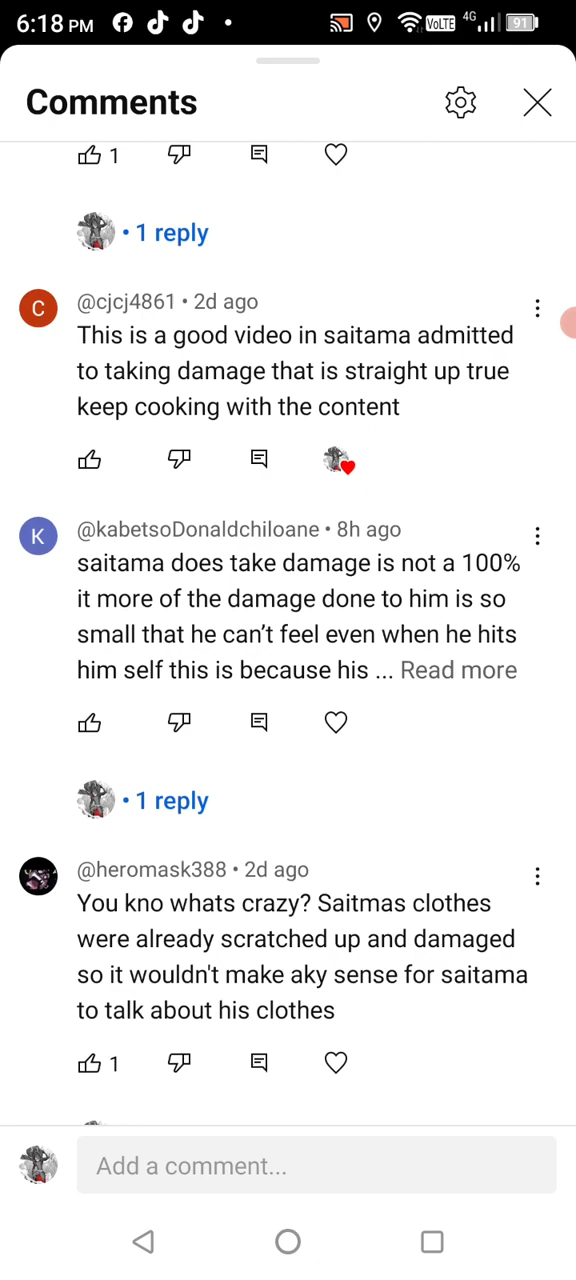 6:18 PM
VoLTE 4G 91
Comments
1
• 1 reply
C
@cjcj4861 • 2d ago
This is a good video in saitama admitted
to taking damage that is straight up true
keep cooking with the content
K
@kabetsoDonaldchiloane • 8h ago
saitama does take damage is not a 100%
it more of the damage done to him is so
small that he can’t feel even when he hits
him self this is because his ... Read more
• 1 reply
@heromask388 • 2d ago
You kno whats crazy? Saitmas clothes
were already scratched up and damaged
so it wouldn't make aky sense for saitama
to talk about his clothes
1
Add a comment...